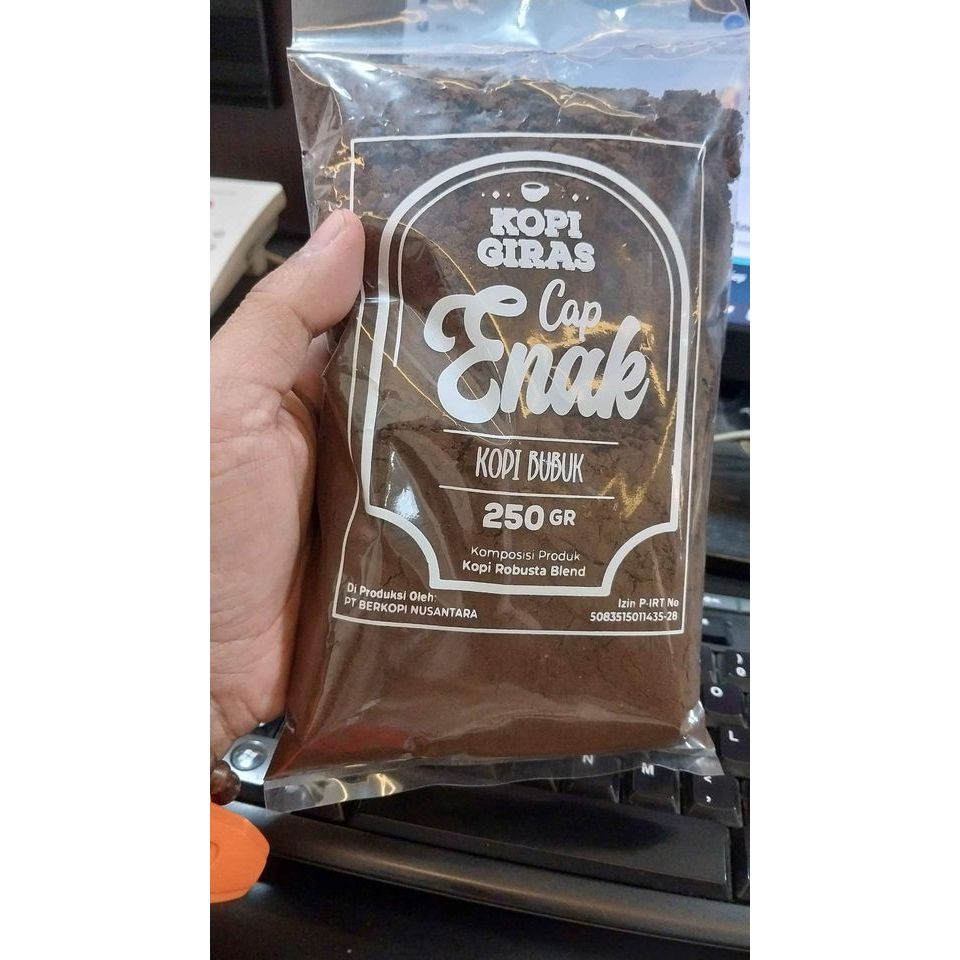 KOPI
GIRAS
Cap
Enak
KOPI BUBUK
250 GR
Komposisi Produk
Kopi Robusta Blend
Di Produksi Oleh:
PT BERKOPI NUSANTARA
Izin P-IRT No
5083515011435-28
O
L
N
M